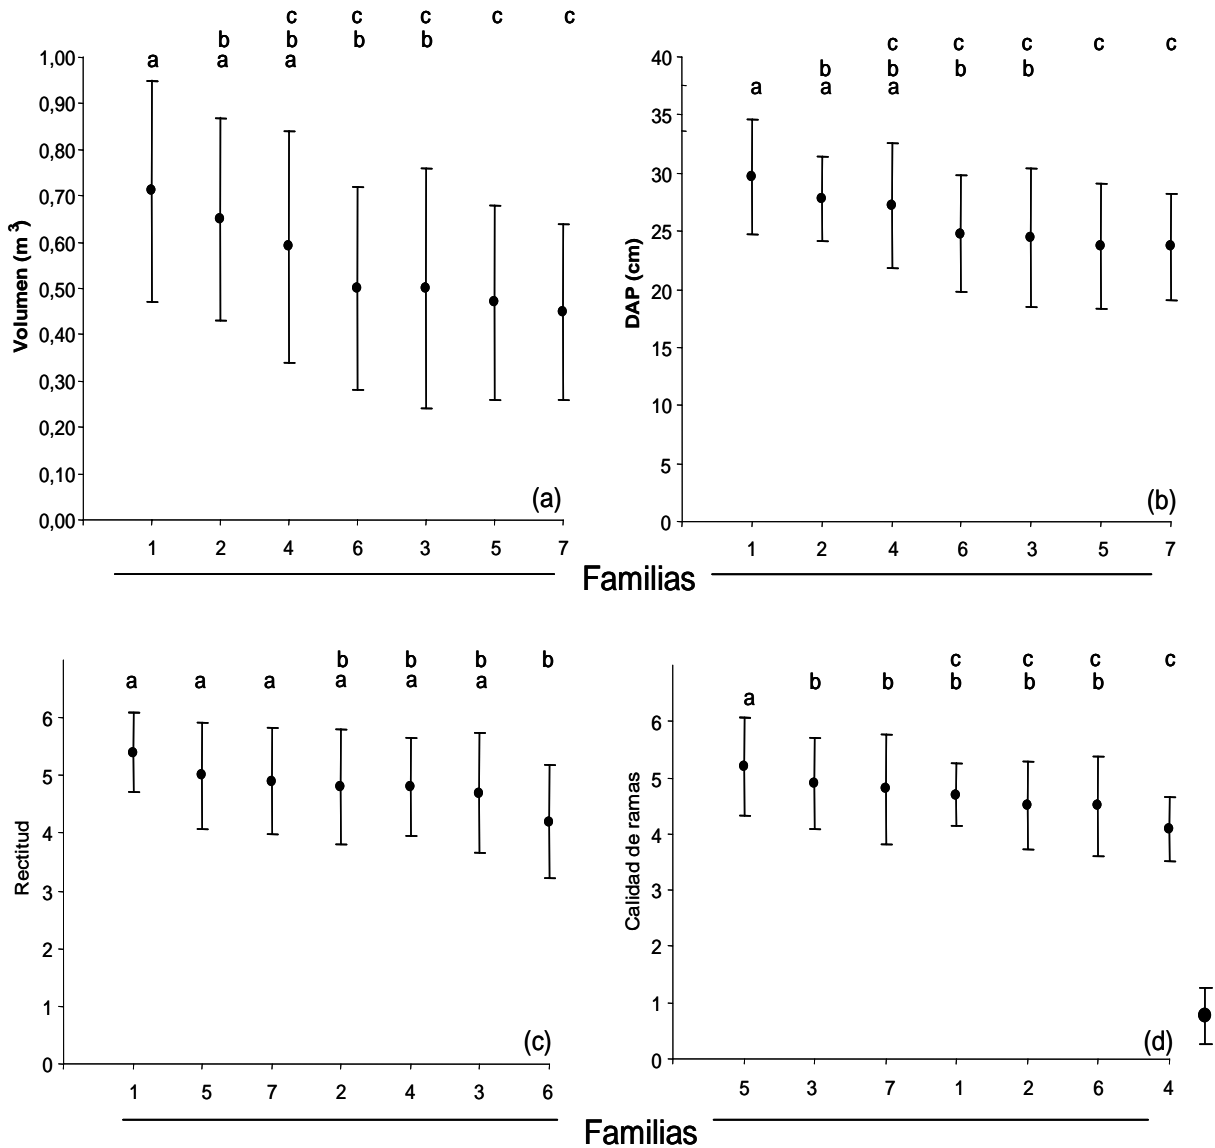 c c c c c
b b b b
a a a
1,00
0,90
0,80
0,70
0,60
0,50
0,40
0,30
0,20
0,10
0,00
Volumen (m³)
(a)
1 2 4 6 3 5 7
c c c c c
b b b b
a a a
40
35
30
25
20
15
10
5
0
DAP (cm)
(b)
1 2 4 6 3 5 7
Familias
b b b b
a a a a a a
6
5
4
3
2
1
0
Rectitud
(c)
1 5 7 2 4 3 6
c c c c
b b b b b
a
6
5
4
3
2
1
0
Calidad de ramas
(d)
5 3 7 1 2 6 4
Familias